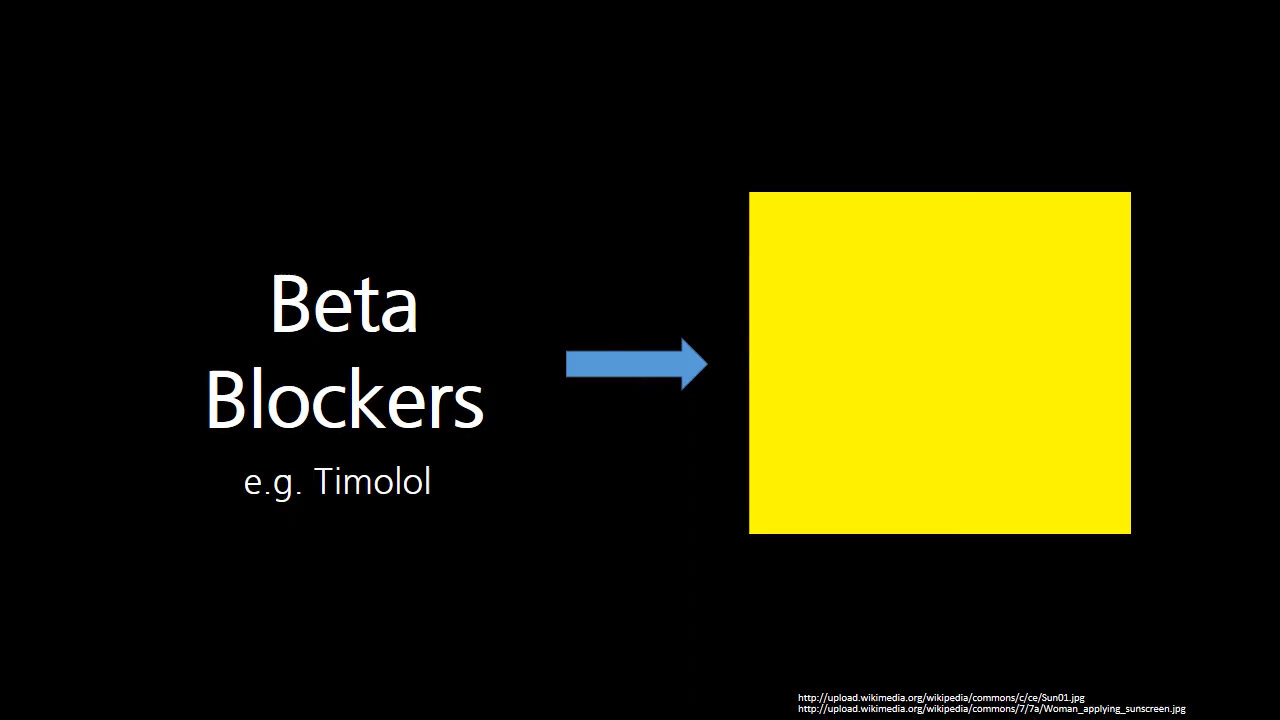 Beta
Blockers
e.g. Timolol
http://upload.wikimedia.org/wikipedia/commons/c/ce/Sun01.jpg
http://upload.wikimedia.org/wikipedia/commons/7/7a/Woman_applying_sunscreen.jpg